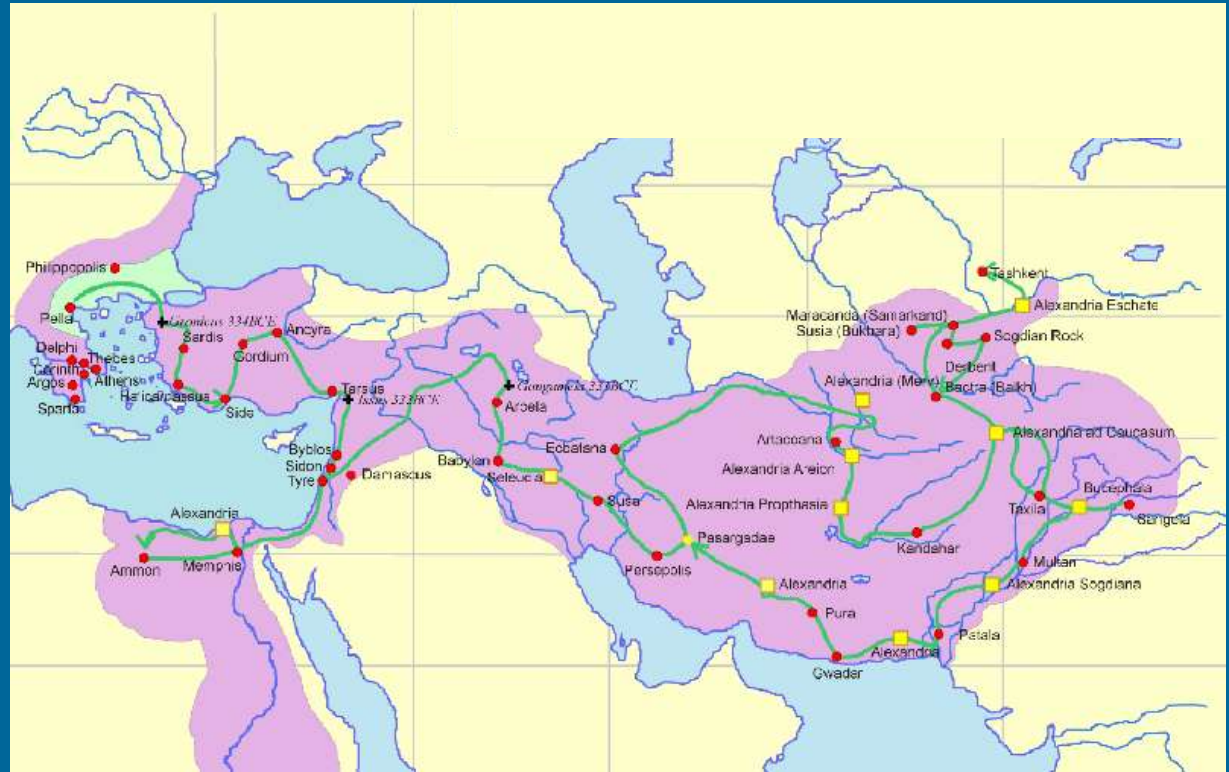 Philippopolis
Pella
Granicus 334BCE
Sardis
Ancyra
Gordium
Delphi
Thebes
Corinth
Athens
Argos
Sparta
Halicarnassus
Side
Tarsus
Issus 333BCE
Byblos
Sidon
Tyre
Damascus
Alexandria
Ammon
Memphis
Arbela
Babylon
Seleucia
Ecbatana
Susa
Persepolis
Pasargadae
Alexandria
Pura
Gwadar
Alexandria
Patala
Tashkent
Alexandria Eschate
Maracanda (Samarkand)
Susia (Bukhara)
Sogdian Rock
Derbent
Bactra (Balkh)
Alexandria (Merv)
Artacoana
Alexandria Areion
Alexandria ad Caucasum
Alexandria Propthasia
Kandahar
Taxila
Bucephala
Sangela
Multan
Alexandria Sogdiana